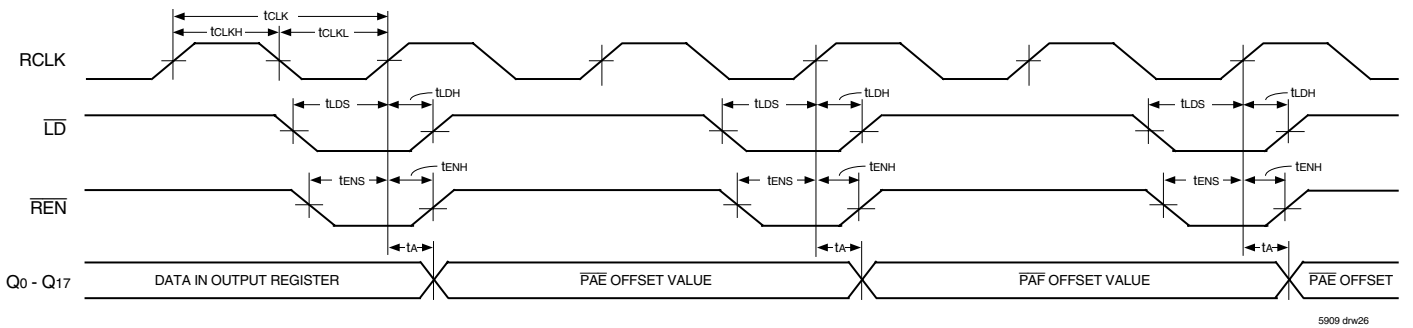 tCLK
tCLKH tCLKL
RCLK
tLDS tLDH tLDS tLDH tLDS tLDH
LD
tENS tENH tENS tENH tENS tENH
REN
tA tA tA
Q0 - Q17 DATA IN OUTPUT REGISTER PAE OFFSET VALUE PAF OFFSET VALUE PAE OFFSET
5909 drw26